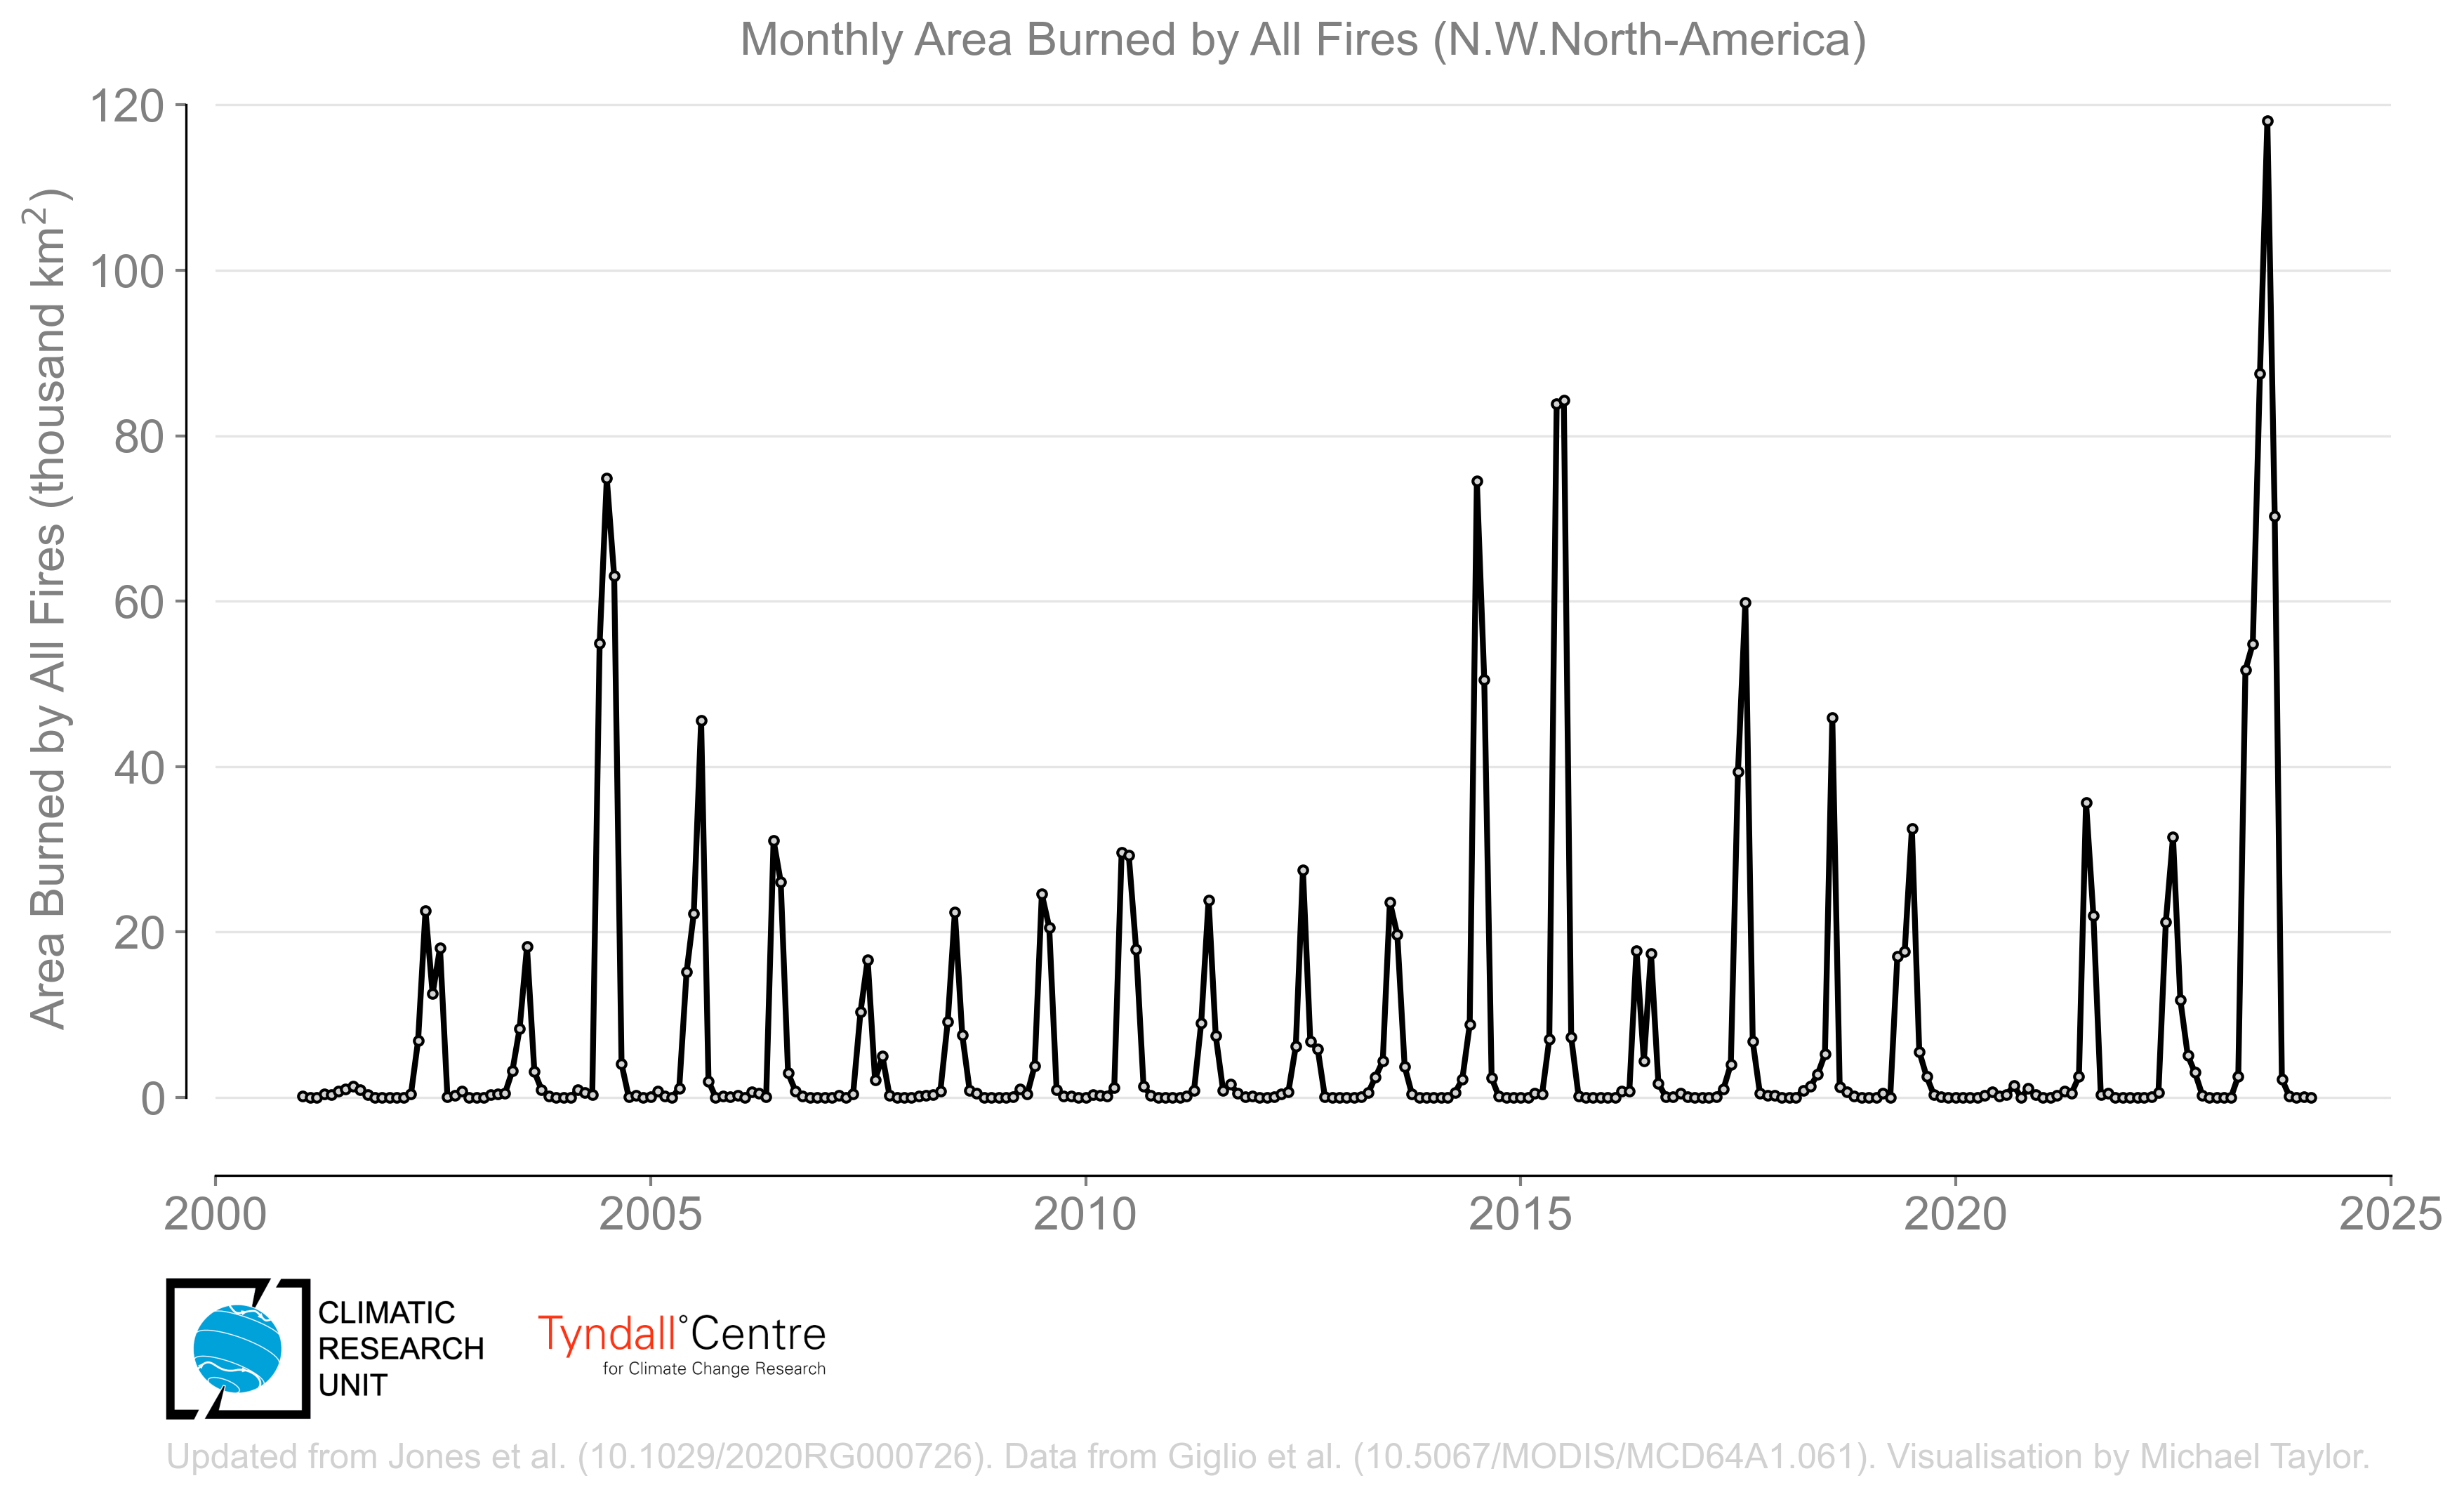 Monthly Area Burned by All Fires (N.W.North-America)
Area Burned by All Fires (thousand km²)
120
100
80
60
40
20
0
2000 2005 2010 2015 2020 2025
CLIMATIC
RESEARCH
UNIT
Tyndall°Centre
for Climate Change Research
Updated from Jones et al. (10.1029/2020RG000726). Data from Giglio et al. (10.5067/MODIS/MCD64A1.061). Visualisation by Michael Taylor.